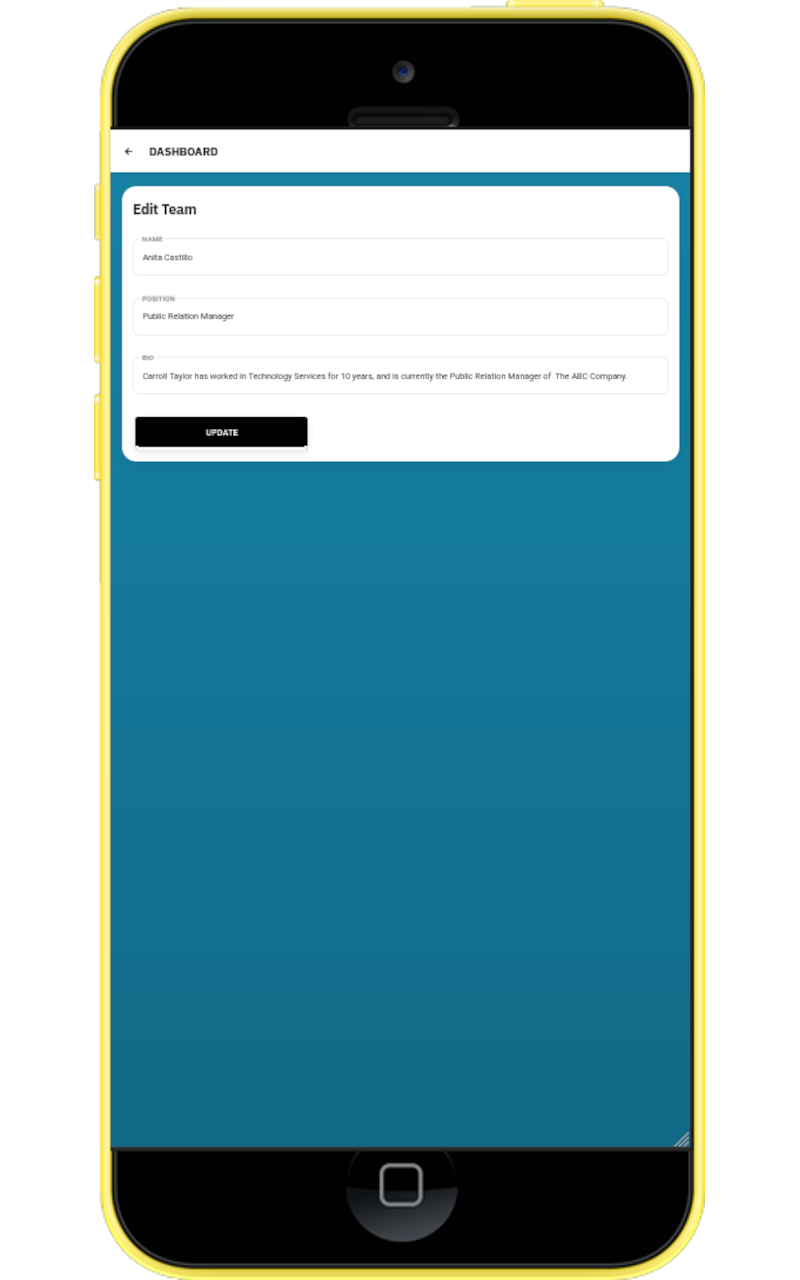 DASHBOARD
Edit Team
NAME
Anita Castillo
POSITION
Public Relation Manager
BIO
Carroll Taylor has worked in Technology Services for 10 years, and is currently the Public Relation Manager of  The ABC Company.
UPDATE